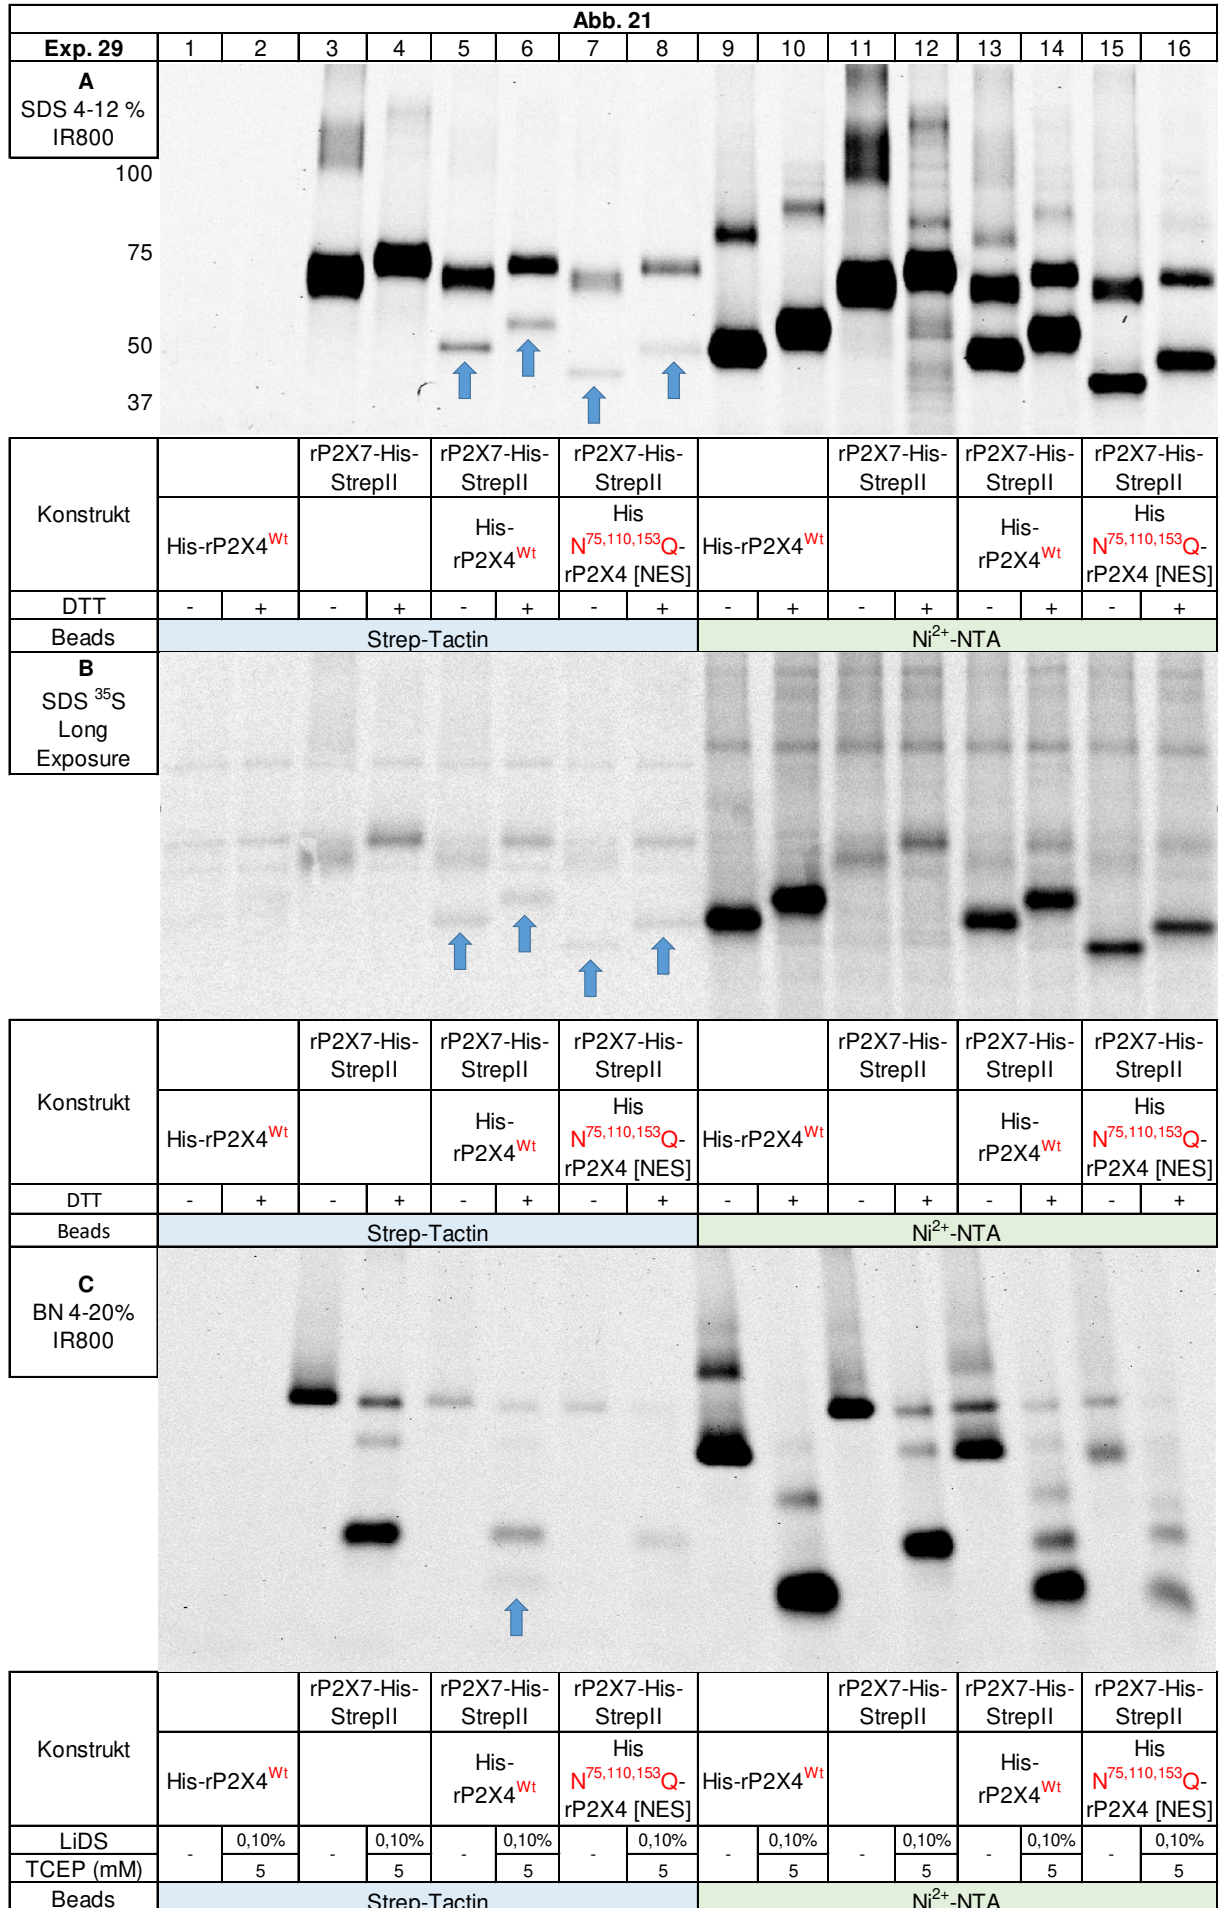 Abb. 21
Exp. 29 1 2 3 4 5 6 7 8 9 10 11 12 13 14 15 16
A
SDS 4-12 %
IR800
100
75
50
37
Konstrukt
rP2X7-His-StrepII rP2X7-His-StrepII rP2X7-His-StrepII rP2X7-His-StrepII rP2X7-His-StrepII rP2X7-His-StrepII
His-rP2X4Wt His-rP2X4Wt His N75,110,153Q-rP2X4 [NES] His-rP2X4Wt His-rP2X4Wt His N75,110,153Q-rP2X4 [NES]
DTT - + - + - + - + - + - + - + - +
Beads Strep-Tactin Ni2+-NTA
B
SDS 35S
Long
Exposure
Konstrukt
rP2X7-His-StrepII rP2X7-His-StrepII rP2X7-His-StrepII rP2X7-His-StrepII rP2X7-His-StrepII rP2X7-His-StrepII
His-rP2X4Wt His-rP2X4Wt His N75,110,153Q-rP2X4 [NES] His-rP2X4Wt His-rP2X4Wt His N75,110,153Q-rP2X4 [NES]
DTT - + - + - + - + - + - + - + - +
Beads Strep-Tactin Ni2+-NTA
C
BN 4-20%
IR800
Konstrukt
rP2X7-His-StrepII rP2X7-His-StrepII rP2X7-His-StrepII rP2X7-His-StrepII rP2X7-His-StrepII rP2X7-His-StrepII
His-rP2X4Wt His-rP2X4Wt His N75,110,153Q-rP2X4 [NES] His-rP2X4Wt His-rP2X4Wt His N75,110,153Q-rP2X4 [NES]
LiDS - 0,10% - 0,10% - 0,10% - 0,10% - 0,10% - 0,10% - 0,10% - 0,10%
TCEP (mM) 5 5 5 5 5 5 5 5
Beads Strep-Tactin Ni2+-NTA